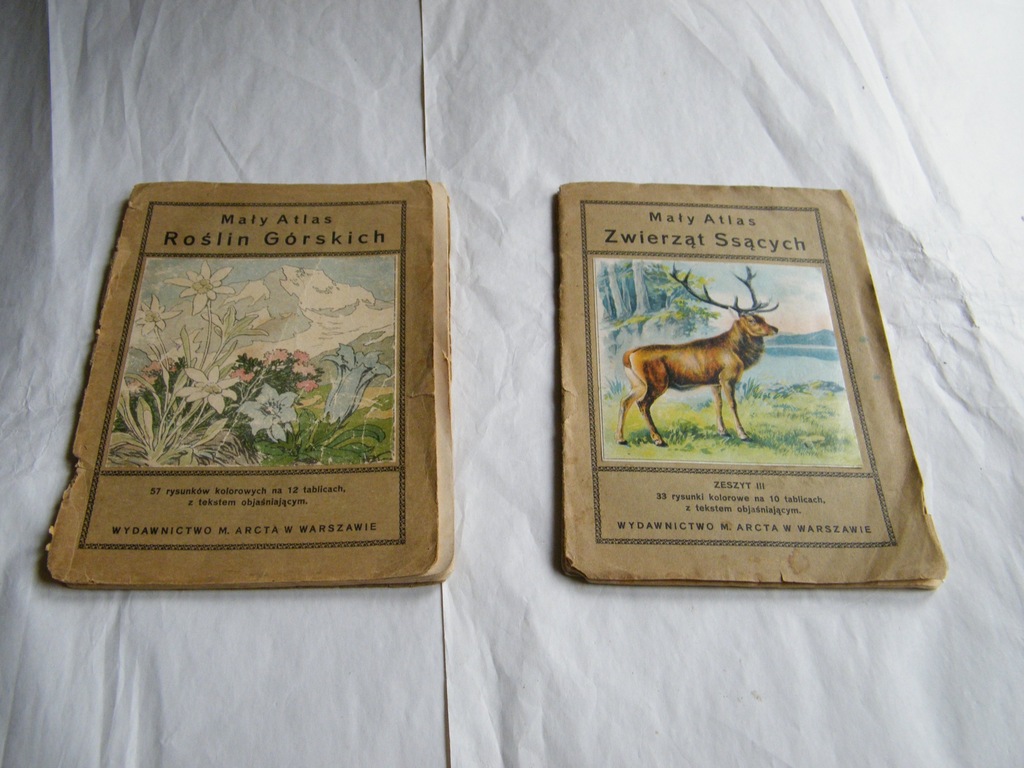 Mały Atlas
Roślin Górskich
57 rysunków kolorowych na 12 tablicach,
z tekstem objaśniającym.
WYDAWNICTWO M. ARCTA W WARSZAWIE
Mały Atlas
Zwierząt Ssących
ZESZYT III
33 rysunki kolorowe na 10 tablicach,
z tekstem objaśniającym.
WYDAWNICTWO M. ARCTA W WARSZAWIE